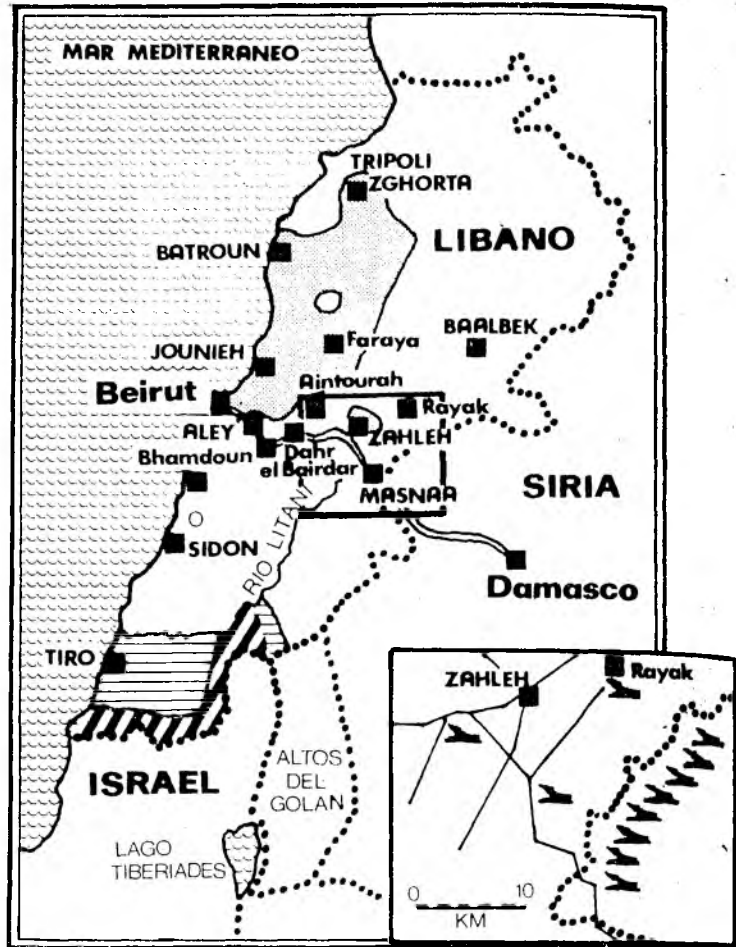 MAR MEDITERRANEO
TRIPOLI
ZGHORTA
LIBANO
BATROUN
BAALBEK
Faraya
JOUNIEH
Aintourah
Beirut
Rayak
ALEY
ZAHLEH
Dahr
el Bairdar
Bhamdoun
MASNAA
SIRIA
SIDON
RIO LITANI
Damasco
TIRO
ISRAEL
ALTOS
DEL
GOLAN
LAGO
TIBERIADES
ZAHLEH
Rayak
0 10
KM